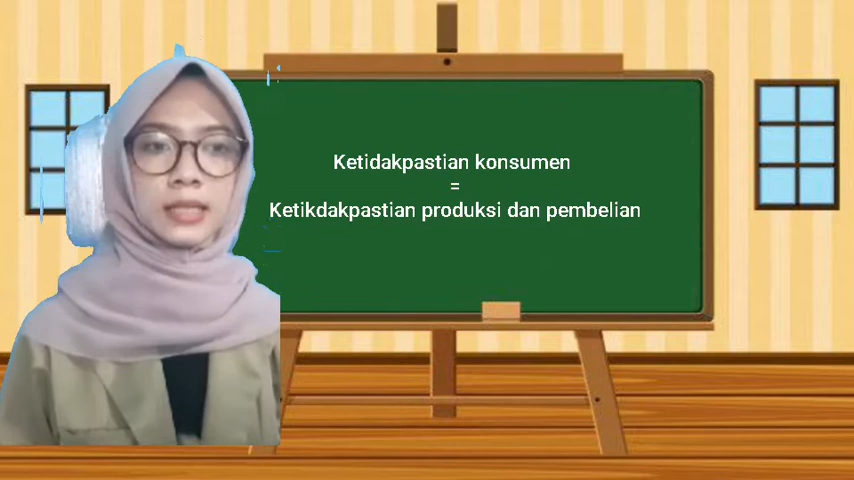 Ketidakpastian konsumen
=
Ketikdakpastian produksi dan pembelian